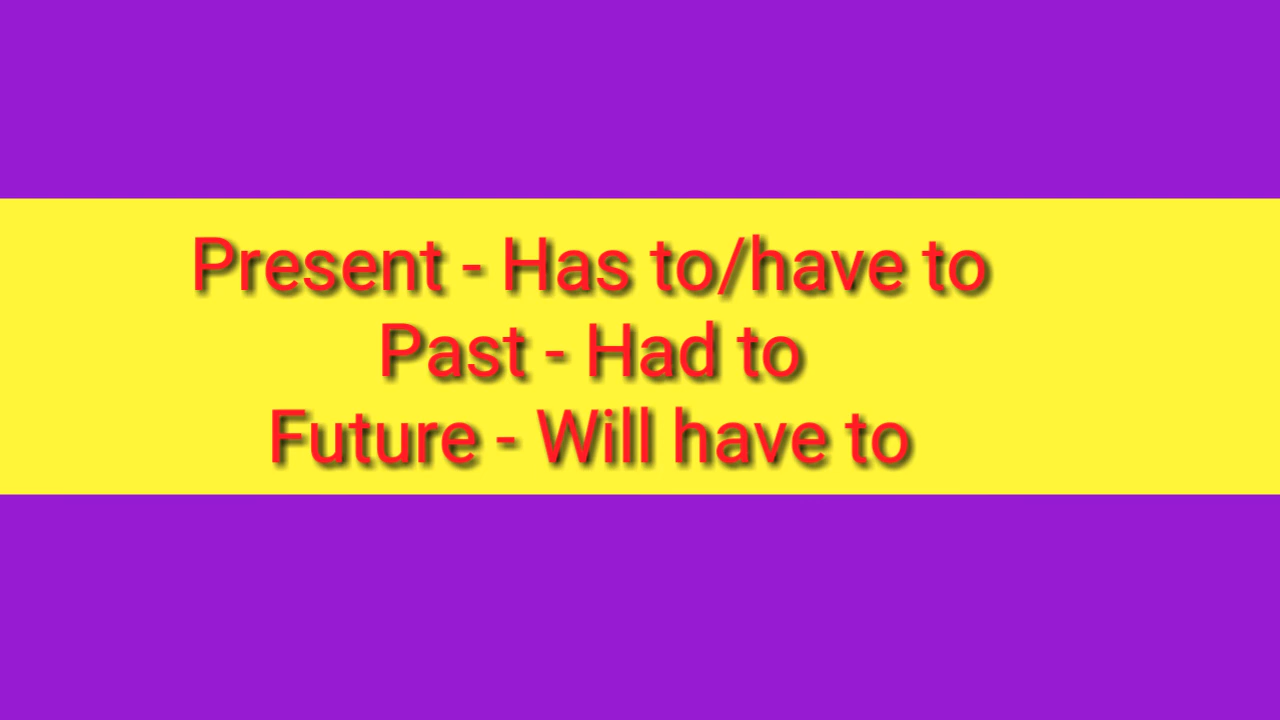 Present - Has to/have to
Past - Had to
Future - Will have to